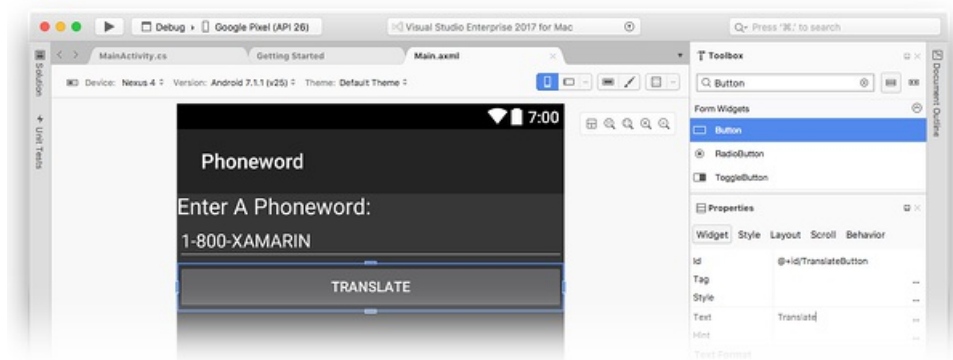 Debug › Google Pixel (API 26)
Visual Studio Enterprise 2017 for Mac
Press '⌘.' to search
Solution
Unit Tests
MainActivity.cs
Getting Started
Main.axml
Device: Nexus 4
Version: Android 7.1.1 (v25)
Theme: Default Theme
7:00
Phoneword
Enter A Phoneword:
1-800-XAMARIN
TRANSLATE
Toolbox
Button
Form Widgets
Button
RadioButton
ToggleButton
Properties
Widget Style Layout Scroll Behavior
Id @+id/TranslateButton
Tag
Style
Text Translate
Hint
Text Format
Document Outline